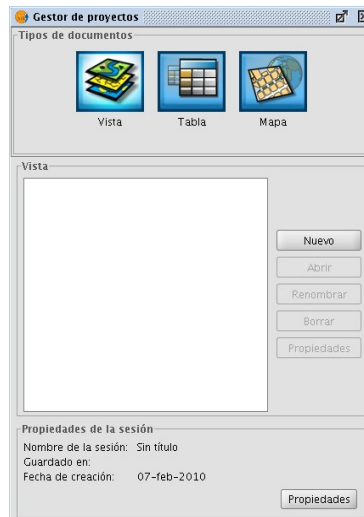 Gestor de proyectos
Tipos de documentos
Vista Tabla Mapa
Vista
Nuevo
Abrir
Renombrar
Borrar
Propiedades
Propiedades de la sesión
Nombre de la sesión: Sin título
Guardado en:
Fecha de creación: 07-feb-2010
Propiedades